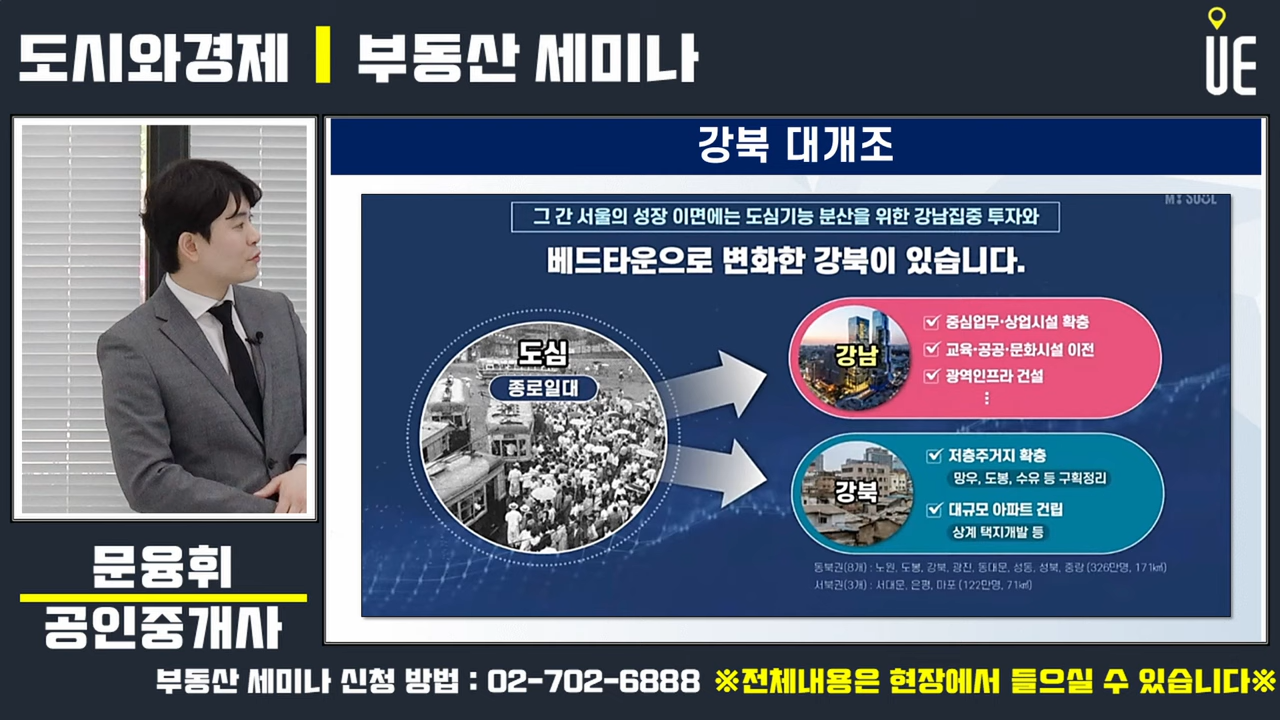 도시와경제 | 부동산 세미나
UE
강북 대개조
MY SOUL
그 간 서울의 성장 이면에는 도심기능 분산을 위한 강남집중 투자와
베드타운으로 변화한 강북이 있습니다.
도심
종로일대
강남
중심업무·상업시설 확충
교육·공공·문화시설 이전
광역인프라 건설
⋮
강북
저층주거지 확충
망우, 도봉, 수유 등 구획정리
대규모 아파트 건립
상계 택지개발 등
동북권(8개) : 노원, 도봉, 강북, 광진, 동대문, 성동, 성북, 중랑 (326만명, 171㎢)
서북권(3개) : 서대문, 은평, 마포 (122만명, 71㎢)
문융휘
공인중개사
부동산 세미나 신청 방법 : 02-702-6888 ※전체내용은 현장에서 들으실 수 있습니다※